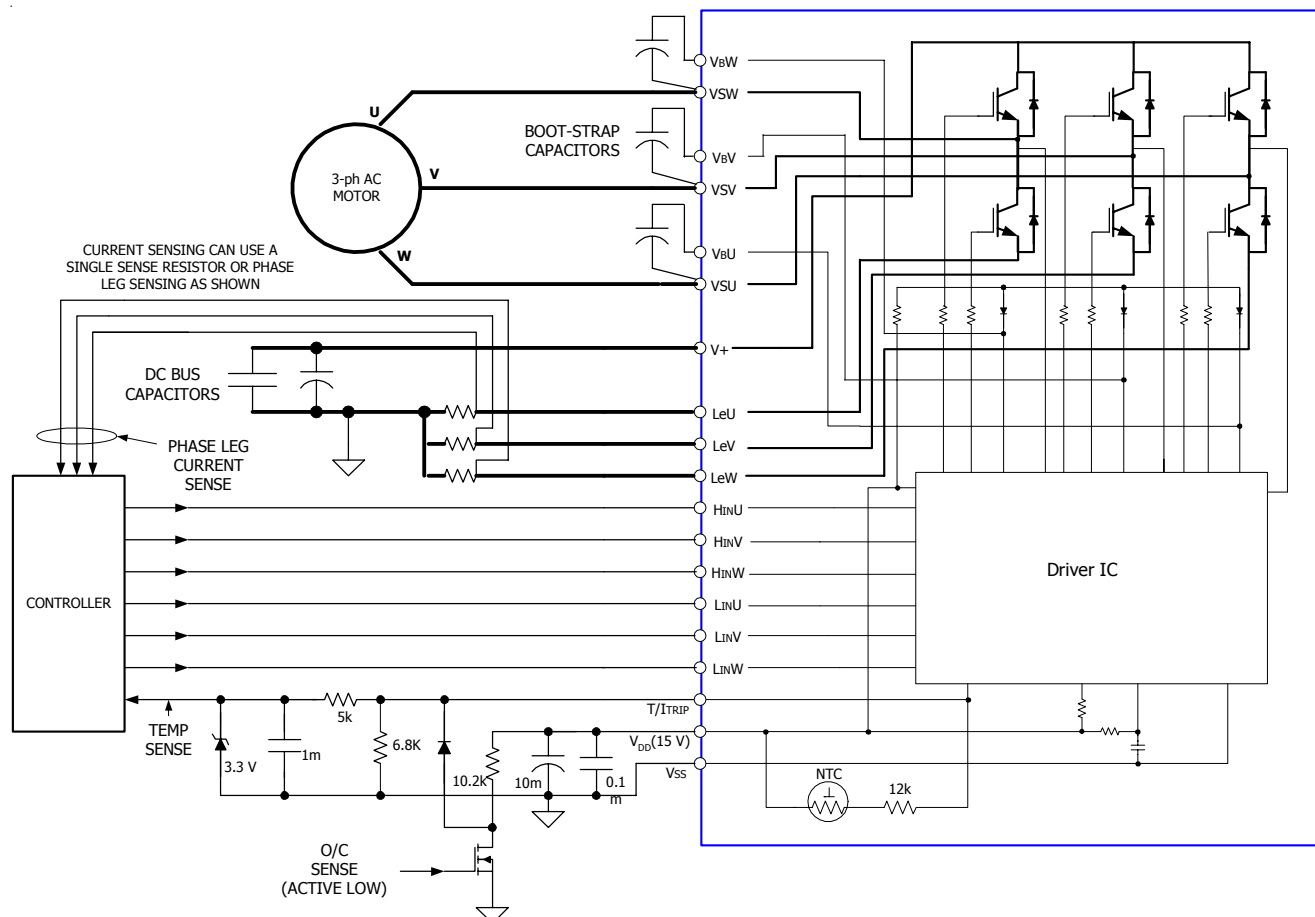 VBW
U
VSW
BOOT-STRAP
CAPACITORS
VBV
3-ph AC
MOTOR
V
VSV
CURRENT SENSING CAN USE A
SINGLE SENSE RESISTOR OR PHASE
LEG SENSING AS SHOWN
W
VBU
VSU
V+
DC BUS
CAPACITORS
LeU
PHASE LEG
CURRENT
SENSE
LeV
LeW
HINU
HINV
HINW
Driver IC
CONTROLLER
LINU
LINV
LINW
T/ITRIP
TEMP
SENSE
5k
3.3 V
1m
6.8K
10.2k
10m
0.1
m
VDD(15 V)
VSS
NTC
12k
O/C
SENSE
(ACTIVE LOW)